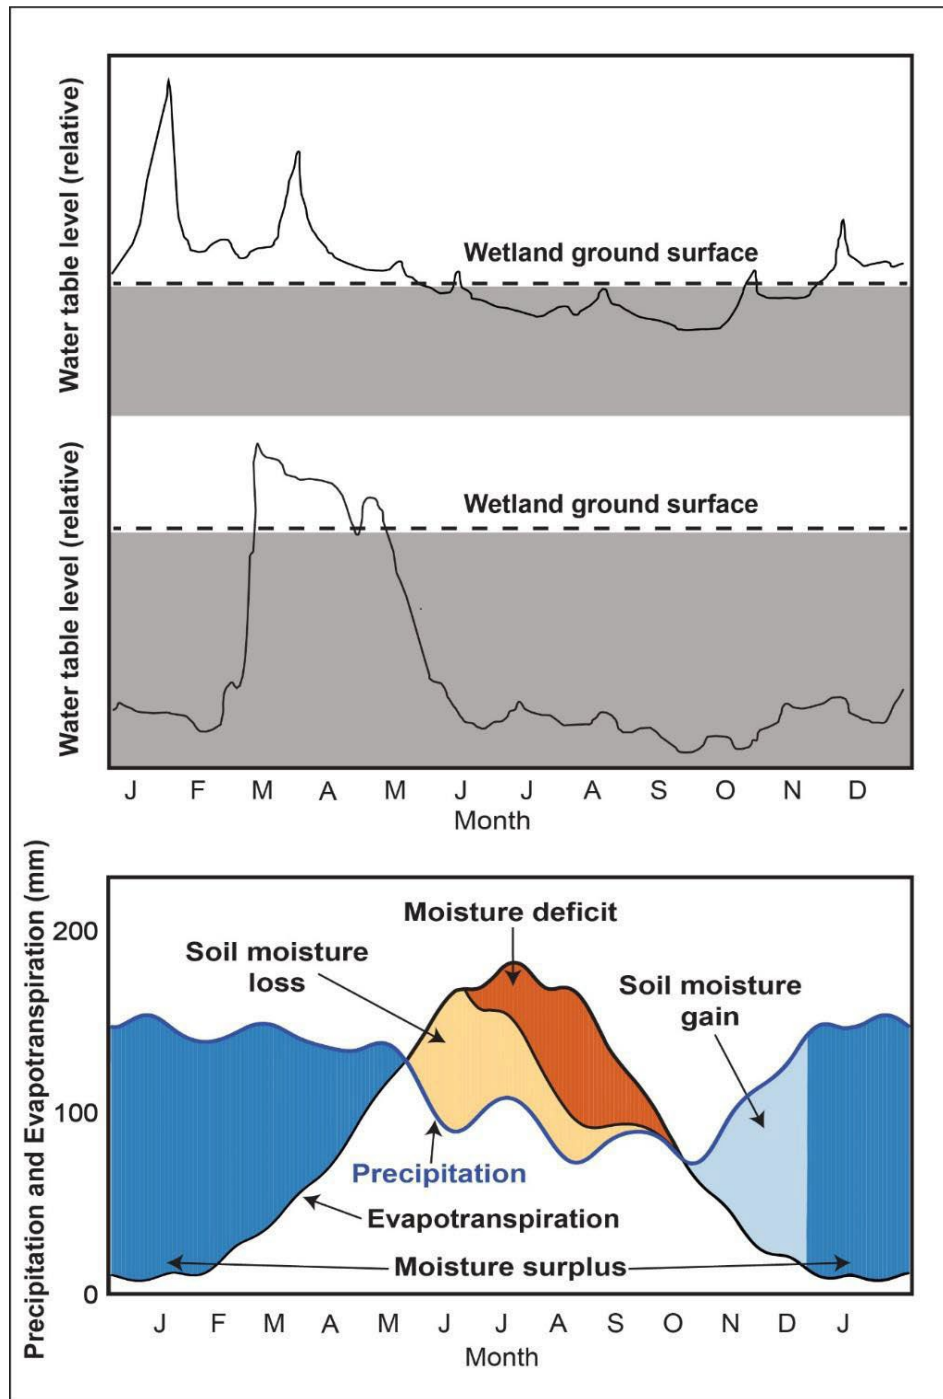 Water table level (relative)
Wetland ground surface
Water table level (relative)
Wetland ground surface
J F M A M J J A S O N D
Month
Precipitation and Evapotranspiration (mm)
200
100
0
Moisture deficit
Soil moisture
loss
Soil moisture
gain
Precipitation
Evapotranspiration
Moisture surplus
J F M A M J J A S O N D J
Month